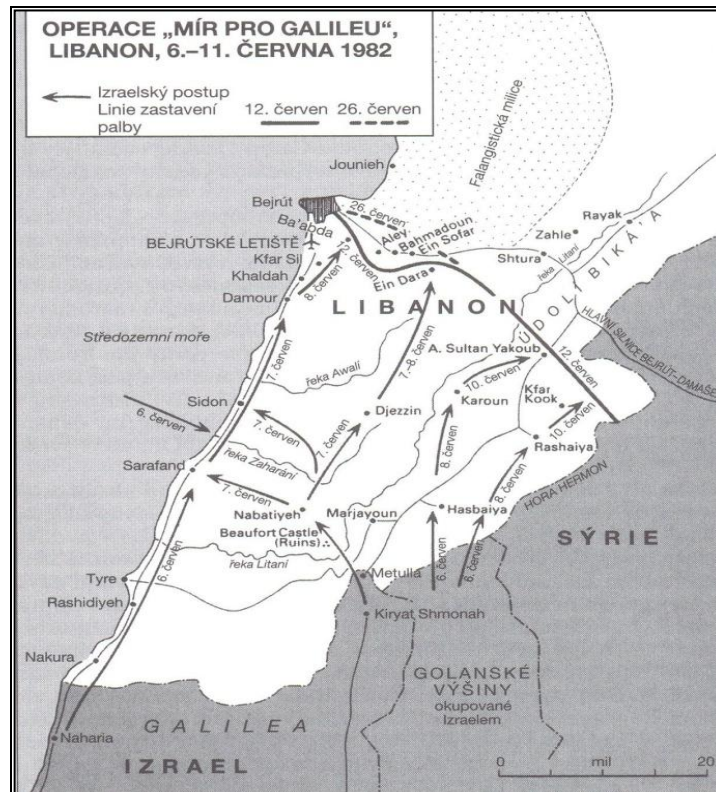 OPERACE „MÍR PRO GALILEU“,
LIBANON, 6.–11. ČERVNA 1982
Izraelský postup
Linie zastavení
palby
12. červen
26. červen
Jounieh
Falangistická milice
Bejrút
26. červen
Ba'abda
BEJRÚTSKÉ LETIŠTĚ
Aley
Bahmadoun
Ein Sofar
Zahle
Rayak
řeka Litaní
Shtura
Kfar Sil
12. červen
Khaldah
8. červen
Damour
Ein Dara
LIBANON
ÚDOLÍ BIKÁ'A
HLAVNÍ SILNICE BEJRÚT–DAMAŠEK
Středozemní moře
7. červen
řeka Awalí
7.–8. červen
A. Sultan Yakoub
12. červen
10. červen
Sidon
6. červen
Djezzin
Karoun
Kfar
Kook
10. červen
7. červen
7. červen
Rashaiya
řeka Zaharání
Sarafand
8. červen
8. červen
HORA HERMON
7. červen
Nabatiyeh
Marjayoun
Hasbaiya
Beaufort Castle
(Ruins)
SÝRIE
6. červen
řeka Litaní
6. červen
6. červen
Tyre
Metulla
Rashidiyeh
Kiryat Shmonah
Nakura
GOLANSKÉ
VÝŠINY
okupované
Izraelem
GALILEA
Naharia
IZRAEL
0 mil 20